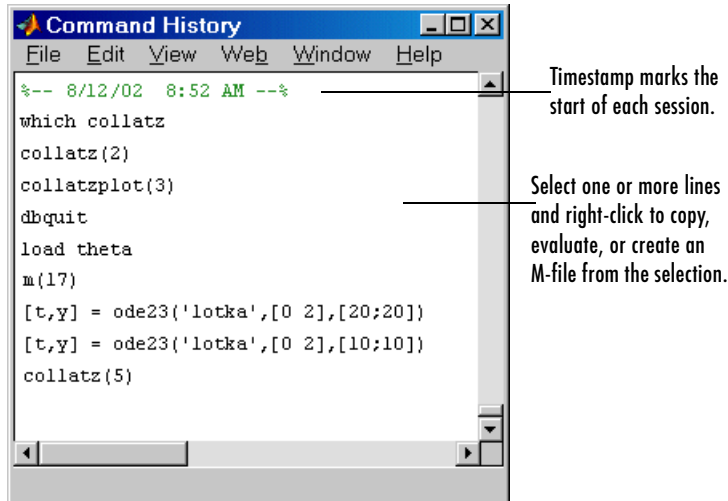 Command History
File Edit View Web Window Help
%-- 8/12/02 8:52 AM --%
which collatz
collatz(2)
collatzplot(3)
dbquit
load theta
m(17)
[t,y] = ode23('lotka',[0 2],[20;20])
[t,y] = ode23('lotka',[0 2],[10;10])
collatz(5)
Timestamp marks the
start of each session.
Select one or more lines
and right-click to copy,
evaluate, or create an
M-file from the selection.